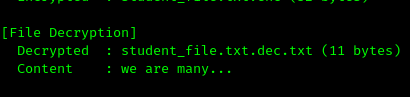 [File Decryption]
Decrypted : student_file.txt.dec.txt (11 bytes)
Content : we are many...